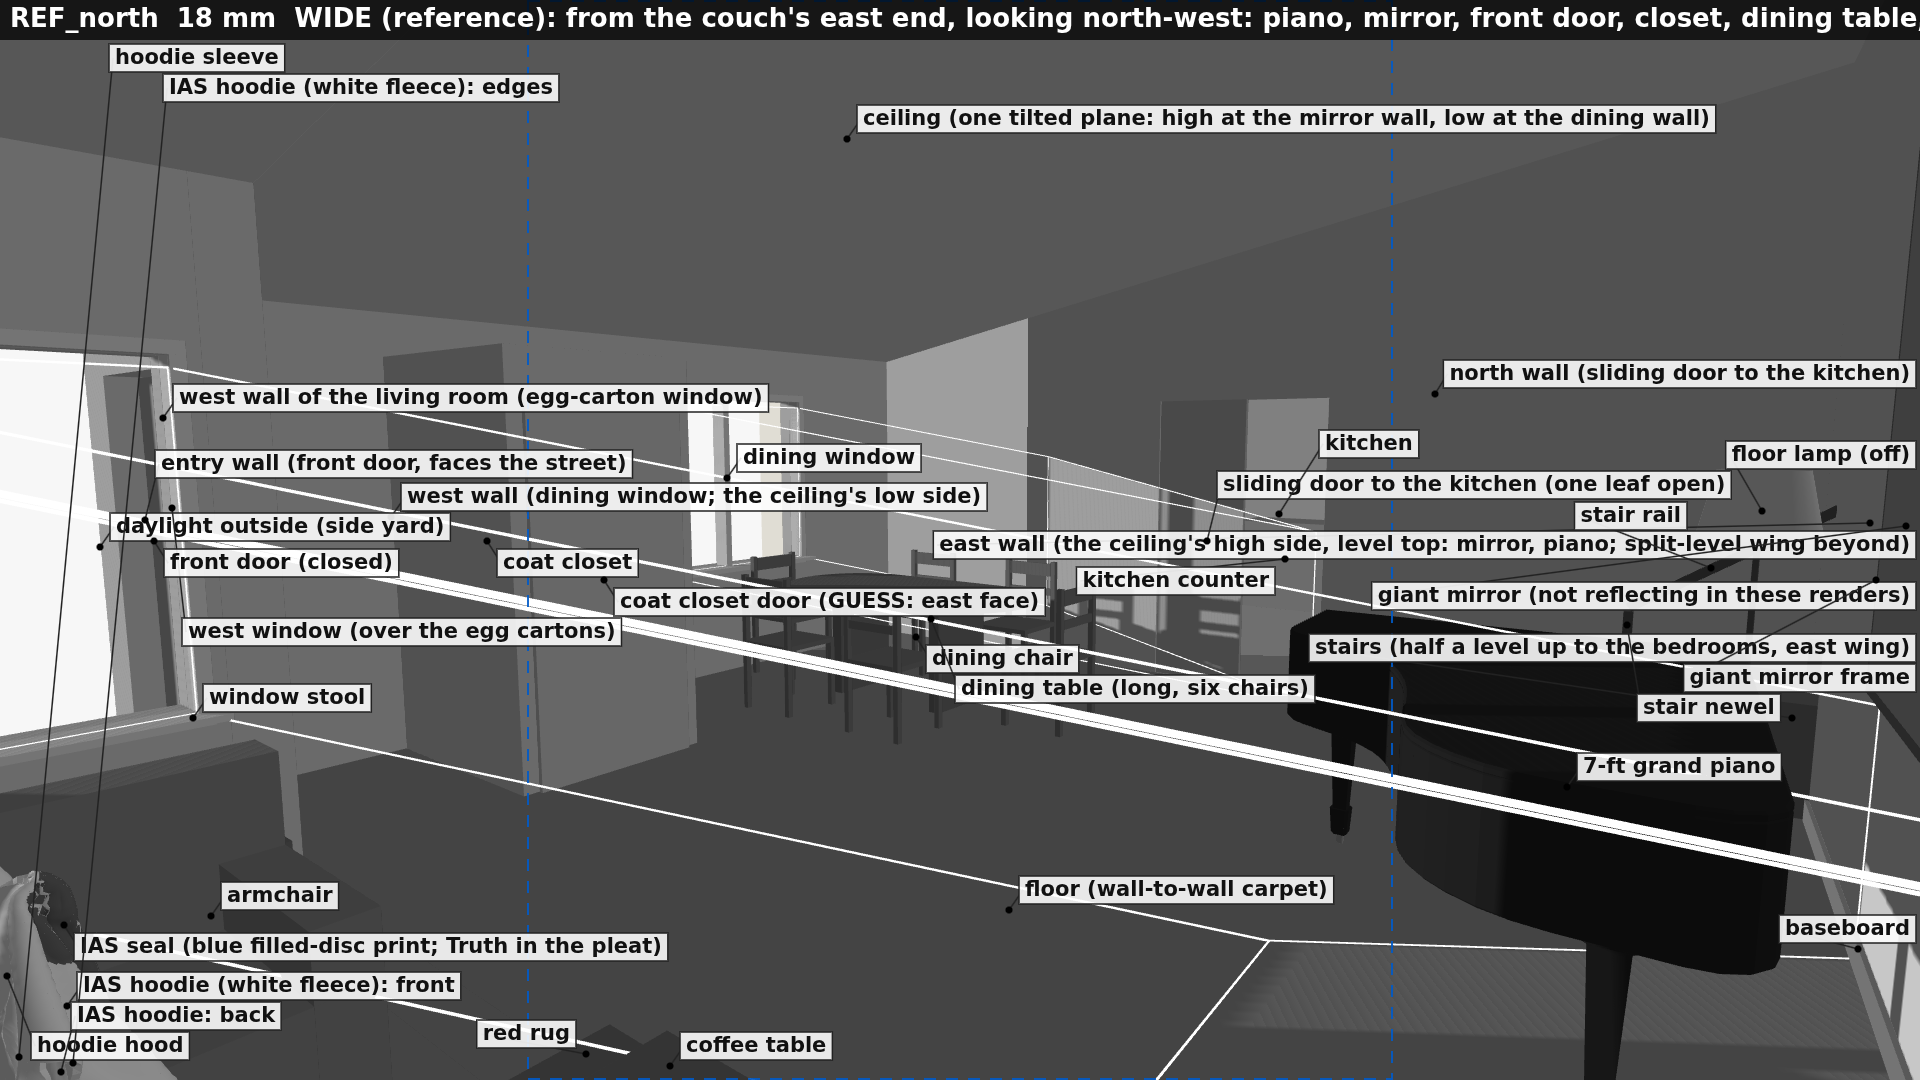 REF_north 18 mm WIDE (reference): from the couch's east end, looking north-west: piano, mirror, front door, closet, dining table,
hoodie sleeve
IAS hoodie (white fleece): edges
ceiling (one tilted plane: high at the mirror wall, low at the dining wall)
north wall (sliding door to the kitchen)
west wall of the living room (egg-carton window)
kitchen
floor lamp (off)
dining window
entry wall (front door, faces the street)
sliding door to the kitchen (one leaf open)
west wall (dining window; the ceiling's low side)
stair rail
daylight outside (side yard)
east wall (the ceiling's high side, level top: mirror, piano; split-level wing beyond)
front door (closed)
coat closet
kitchen counter
giant mirror (not reflecting in these renders)
coat closet door (GUESS: east face)
west window (over the egg cartons)
stairs (half a level up to the bedrooms, east wing)
dining chair
giant mirror frame
dining table (long, six chairs)
window stool
stair newel
7-ft grand piano
floor (wall-to-wall carpet)
armchair
baseboard
IAS seal (blue filled-disc print; Truth in the pleat)
IAS hoodie (white fleece): front
IAS hoodie: back
red rug
hoodie hood
coffee table